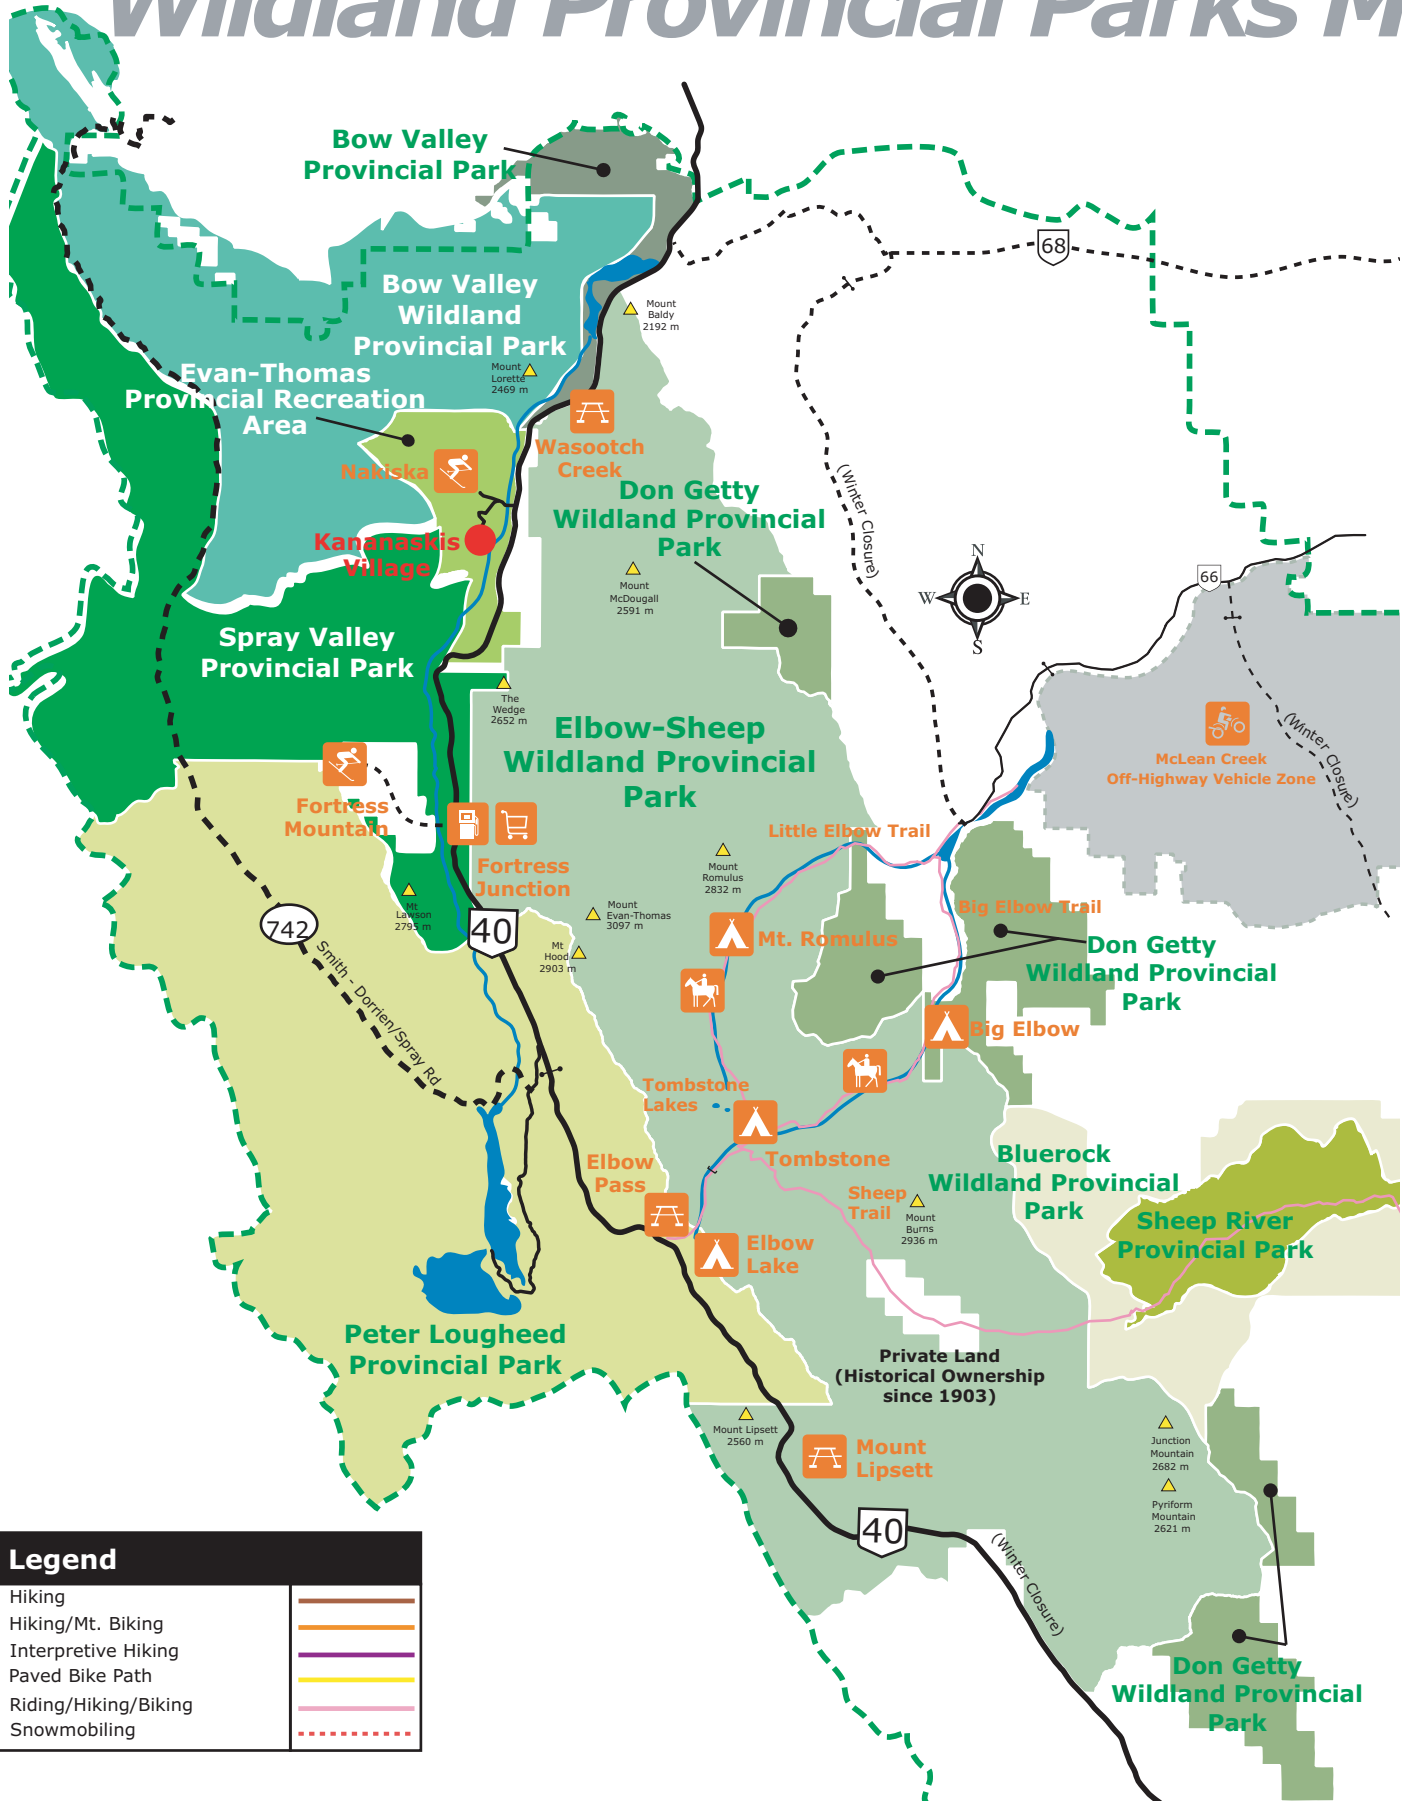 Wildland Provincial Parks M
Bow Valley
Provincial Park
68
Bow Valley
Wildland
Provincial Park
Mount
Baldy
2192 m
Mount
Lorette
2469 m
Evan-Thomas
Provincial Recreation
Area
Wasootch
Creek
Nakiska
Don Getty
Wildland Provincial
Park
(Winter Closure)
Kananaskis
Village
N
W
E
S
66
Mount
McDougall
2591 m
Spray Valley
Provincial Park
The
Wedge
2652 m
Elbow-Sheep
Wildland Provincial
Park
(Winter Closure)
McLean Creek
Off-Highway Vehicle Zone
Fortress
Mountain
Little Elbow Trail
Fortress
Junction
Mount
Romulus
2832 m
Mt
Lawson
2795 m
Mount
Evan-Thomas
3097 m
Big Elbow Trail
742
40
Mt. Romulus
Mt
Hood
2903 m
Don Getty
Wildland Provincial
Park
Smith - Dorrien/Spray Rd
Big Elbow
Tombstone
Lakes
Tombstone
Elbow
Pass
Bluerock
Wildland Provincial
Park
Sheep
Trail
Mount
Burns
2936 m
Sheep River
Provincial Park
Elbow
Lake
Peter Lougheed
Provincial Park
Private Land
(Historical Ownership
since 1903)
Mount Lipsett
2560 m
Mount
Lipsett
Junction
Mountain
2682 m
Pyriform
Mountain
2621 m
40
(Winter Closure)
Don Getty
Wildland Provincial
Park
Legend
Hiking
Hiking/Mt. Biking
Interpretive Hiking
Paved Bike Path
Riding/Hiking/Biking
Snowmobiling